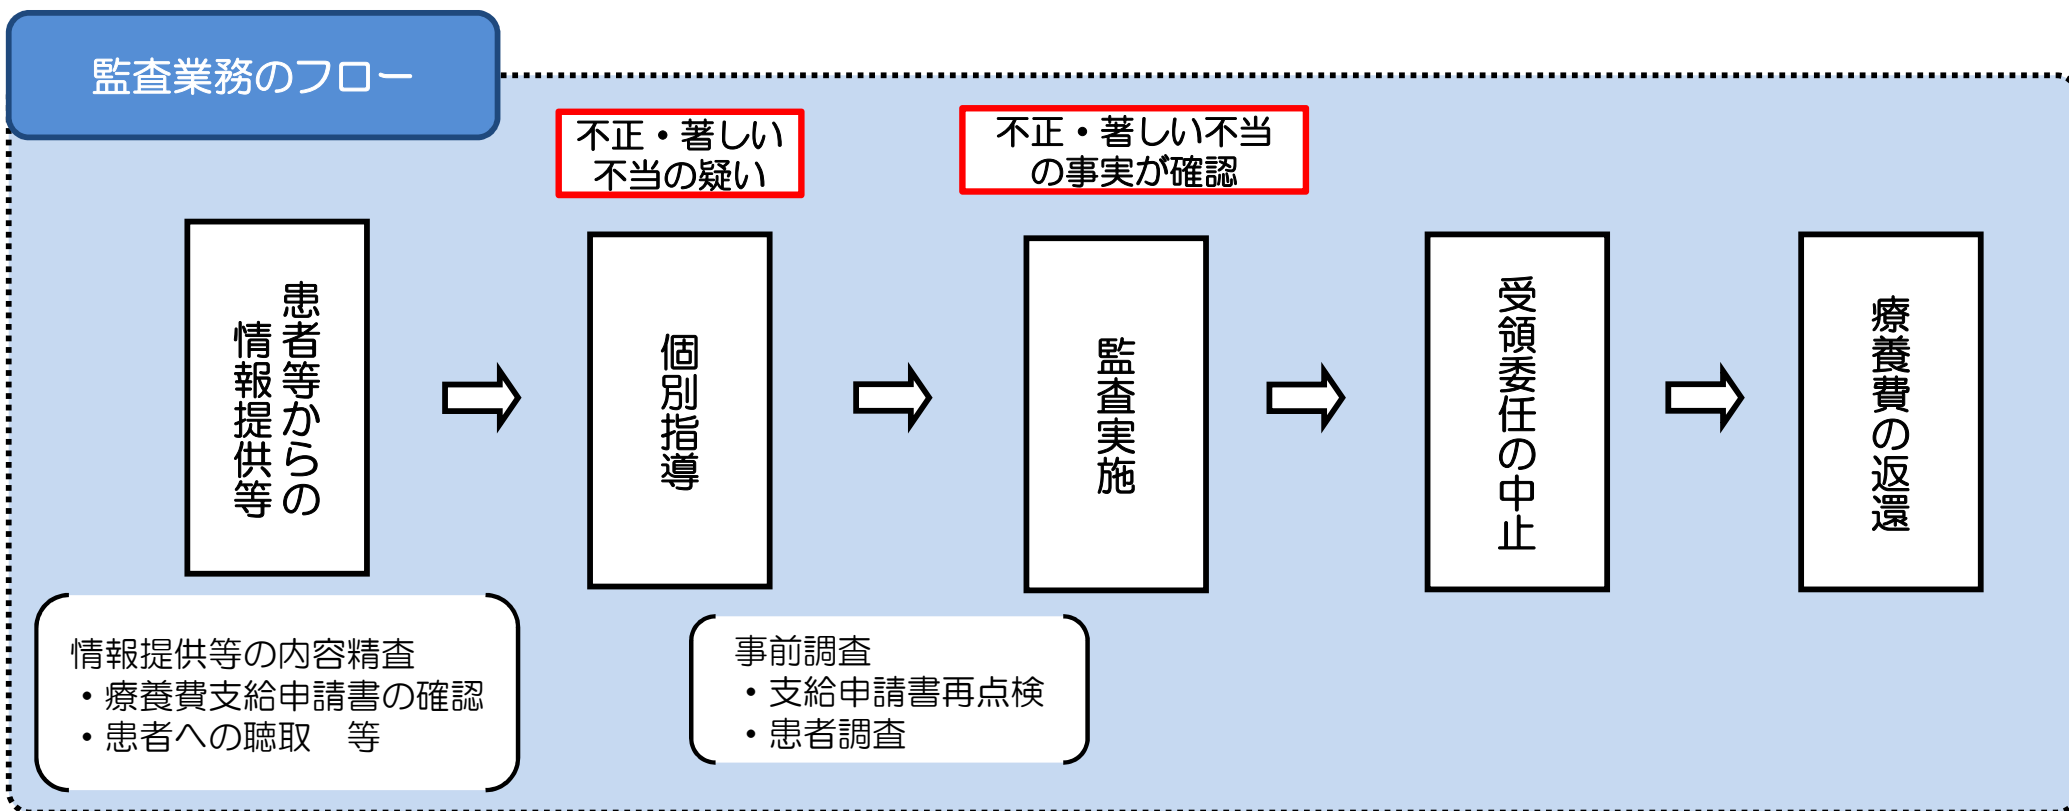 監査業務のフロー
不正・著しい
不当の疑い
不正・著しい不当
の事実が確認
患者等からの
情報提供等
個別指導
監査実施
受領委任の中止
療養費の返還
情報提供等の内容精査
・療養費支給申請書の確認
・患者への聴取　等
事前調査
・支給申請書再点検
・患者調査